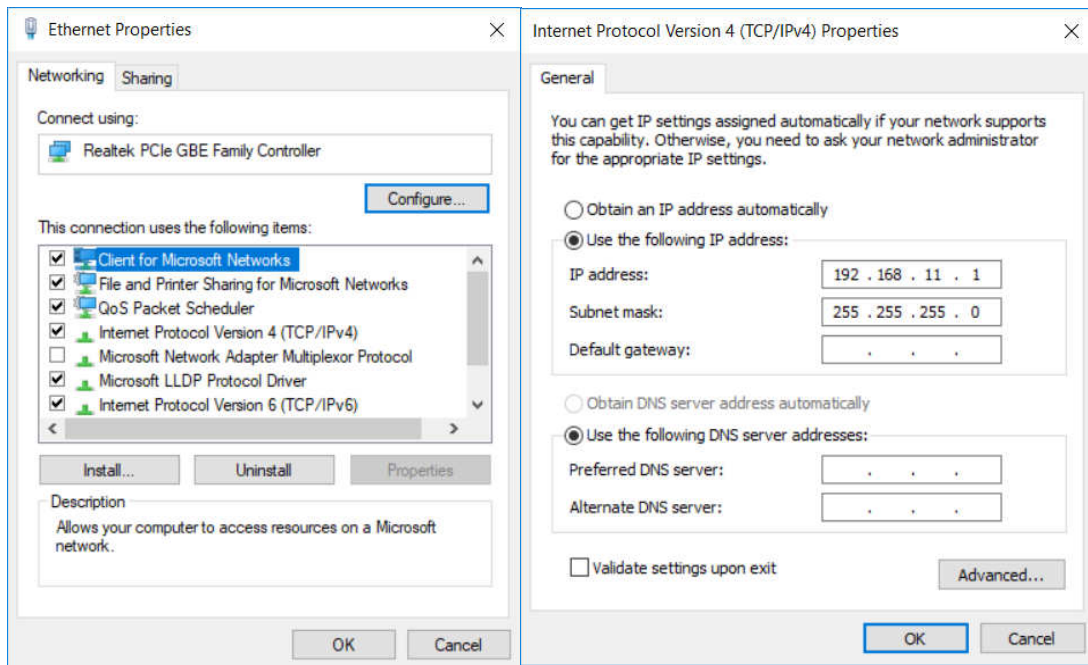 Ethernet Properties
Networking
Sharing
Connect using:
Realtek PCIe GBE Family Controller
Configure...
This connection uses the following items:
Client for Microsoft Networks
File and Printer Sharing for Microsoft Networks
QoS Packet Scheduler
Internet Protocol Version 4 (TCP/IPv4)
Microsoft Network Adapter Multiplexor Protocol
Microsoft LLDP Protocol Driver
Internet Protocol Version 6 (TCP/IPv6)
Install...
Uninstall
Properties
Description
Allows your computer to access resources on a Microsoft
network.
OK
Cancel
Internet Protocol Version 4 (TCP/IPv4) Properties
General
You can get IP settings assigned automatically if your network supports
this capability. Otherwise, you need to ask your network administrator
for the appropriate IP settings.
Obtain an IP address automatically
Use the following IP address:
IP address:
192 . 168 . 11 . 1
Subnet mask:
255 . 255 . 255 . 0
Default gateway:
. . .
Obtain DNS server address automatically
Use the following DNS server addresses:
Preferred DNS server:
. . .
Alternate DNS server:
. . .
Validate settings upon exit
Advanced...
OK
Cancel